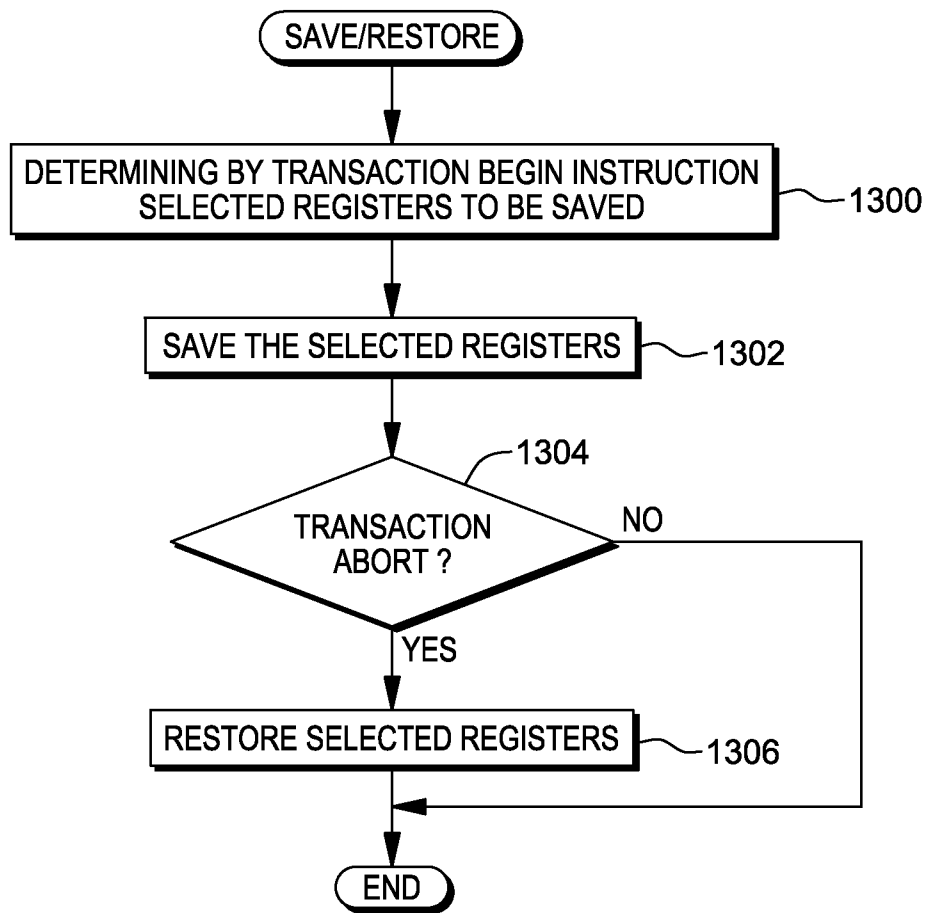 SAVE/RESTORE
DETERMINING BY TRANSACTION BEGIN INSTRUCTION
SELECTED REGISTERS TO BE SAVED
1300
SAVE THE SELECTED REGISTERS
1302
1304
TRANSACTION
ABORT ?
NO
YES
RESTORE SELECTED REGISTERS
1306
END